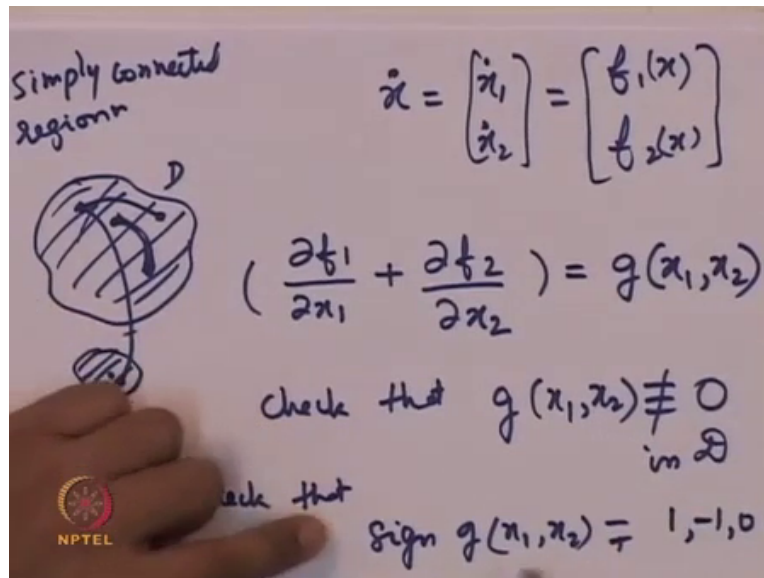 simply connected
region
D
ẋ = [ẋ₁ ẋ₂] = [f₁(x) f₂(x)]
( ∂f₁/∂x₁ + ∂f₂/∂x₂ ) = g(x₁,x₂)
check that g(x₁,x₂) ≢ 0
in D
that
sign g(x₁,x₂) = 1,-1,0
NPTEL